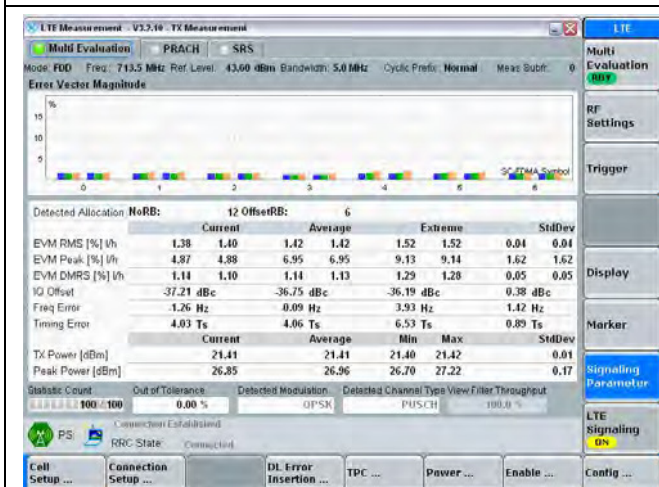 LTE Measurement - V3.2.10 - TX Measurement
LTE
Multi Evaluation PRACH SRS
Mode: FDD Freq.: 713.5 MHz Ref. Level: 43.60 dBm Bandwidth: 5.0 MHz Cyclic Prefix: Normal Meas Subfr.: 0
Error Vector Magnitude
%
15
10
5
SC-FDMA Symbol
0 1 2 3 4 5 6
Detected Allocation NoRB: 12 OffsetRB: 6
Current Average Extreme StdDev
EVM RMS [%] l/h 1.38 1.40 1.42 1.42 1.52 1.52 0.04 0.04
EVM Peak [%] l/h 4.87 4.88 6.95 6.95 9.13 9.14 1.62 1.62
EVM DMRS [%] l/h 1.14 1.10 1.14 1.13 1.29 1.28 0.05 0.05
IQ Offset -37.21 dBc -36.75 dBc -36.19 dBc 0.38 dBc
Freq Error -1.26 Hz -0.09 Hz 3.93 Hz 1.42 Hz
Timing Error 4.03 Ts 4.06 Ts 6.53 Ts 0.89 Ts
Current Average Min Max StdDev
TX Power [dBm] 21.41 21.41 21.40 21.42 0.01
Peak Power [dBm] 26.85 26.96 26.70 27.22 0.17
Statistic Count Out of Tolerance Detected Modulation Detected Channel Type View Filter Throughput
100 / 100 0.00 % QPSK PUSCH 100.0 %
PS Connection Established
RRC State: Connected
Multi Evaluation
RDY
RF Settings
Trigger
Display
Marker
Signaling Parameter
LTE Signaling
ON
Cell Setup ... Connection Setup ... DL Error Insertion ... TPC ... Power ... Enable ... Config ...